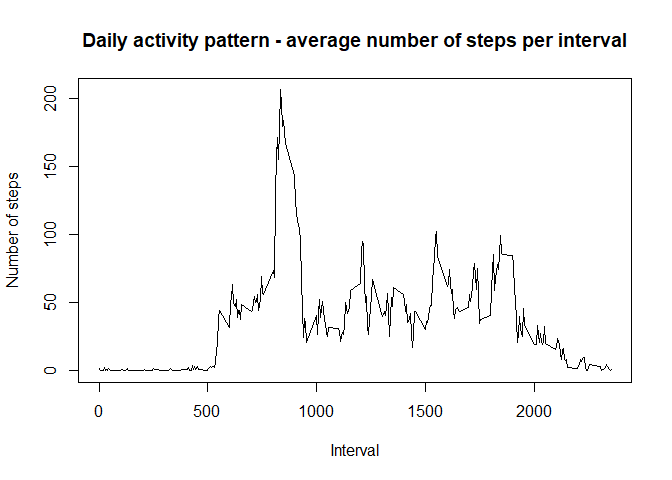 Daily activity pattern - average number of steps per interval
Number of steps
200
150
100
50
0
0 500 1000 1500 2000
Interval